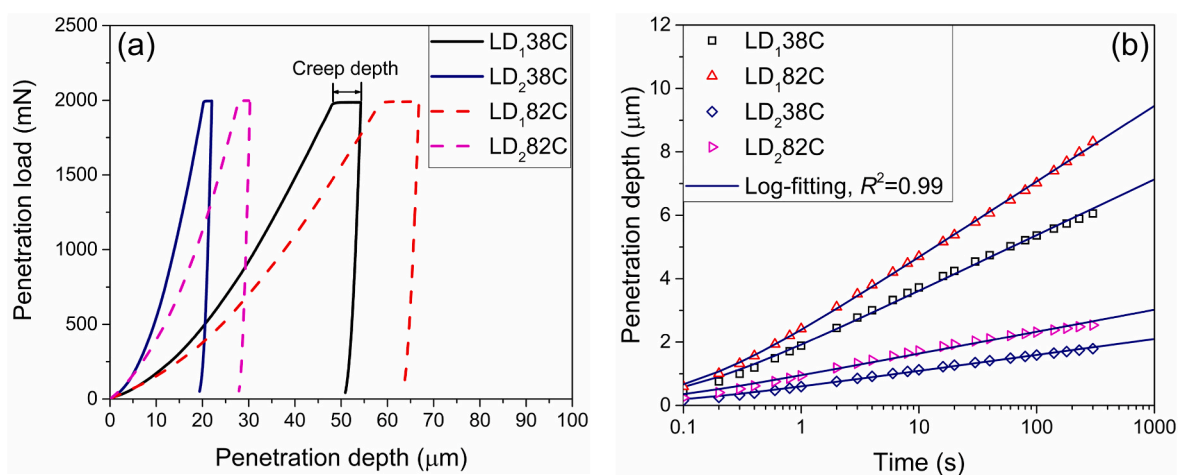 (a)
LD₁38C
LD₂38C
LD₁82C
LD₂82C
Creep depth
2500
2000
1500
1000
500
0
0 10 20 30 40 50 60 70 80 90 100
Penetration load (mN)
Penetration depth (μm)
(b)
LD₁38C
LD₁82C
LD₂38C
LD₂82C
Log-fitting, R²=0.99
12
10
8
6
4
2
0
0.1 1 10 100 1000
Penetration depth (μm)
Time (s)